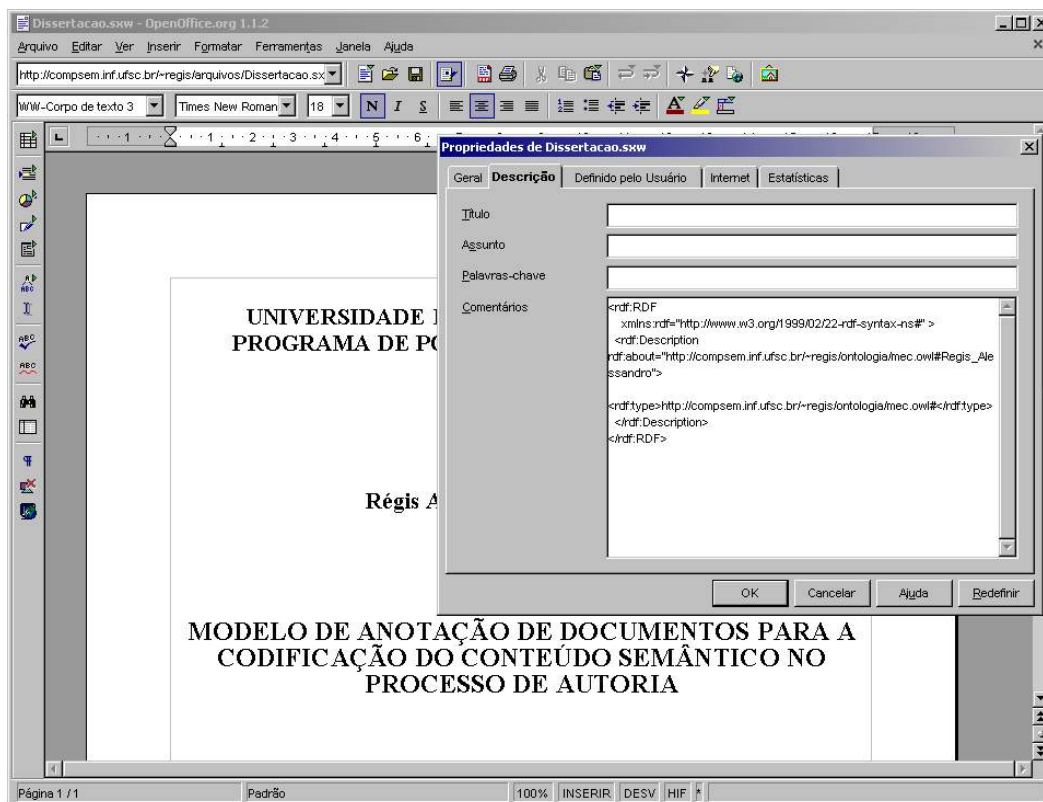 Dissertacao.sxw - OpenOffice.org 1.1.2
Arquivo Editar Ver Inserir Formatar Ferramentas Janela Ajuda
http://compsem.inf.ufsc.br/~regis/arquivos/Dissertacao.sx
WW-Corpo de texto 3 Times New Roman 18 N I S
Propriedades de Dissertacao.sxw
Geral Descrição Definido pelo Usuário Internet Estatísticas
Título
Assunto
Palavras-chave
Comentários
<rdf:RDF
xmlns:rdf="http://www.w3.org/1999/02/22-rdf-syntax-ns#" >
<rdf:Description
rdf:about="http://compsem.inf.ufsc.br/~regis/ontologia/mec.owl#Regis_Ale
ssandro">
<rdf:type>http://compsem.inf.ufsc.br/~regis/ontologia/mec.owl#</rdf:type>
</rdf:Description>
</rdf:RDF>
OK Cancelar Ajuda Redefinir
UNIVERSIDADE
PROGRAMA DE
Régis A
MODELO DE ANOTAÇÃO DE DOCUMENTOS PARA A
CODIFICAÇÃO DO CONTEÚDO SEMÂNTICO NO
PROCESSO DE AUTORIA
Página 1 / 1 Padrão 100% INSERIR DESV HIF *